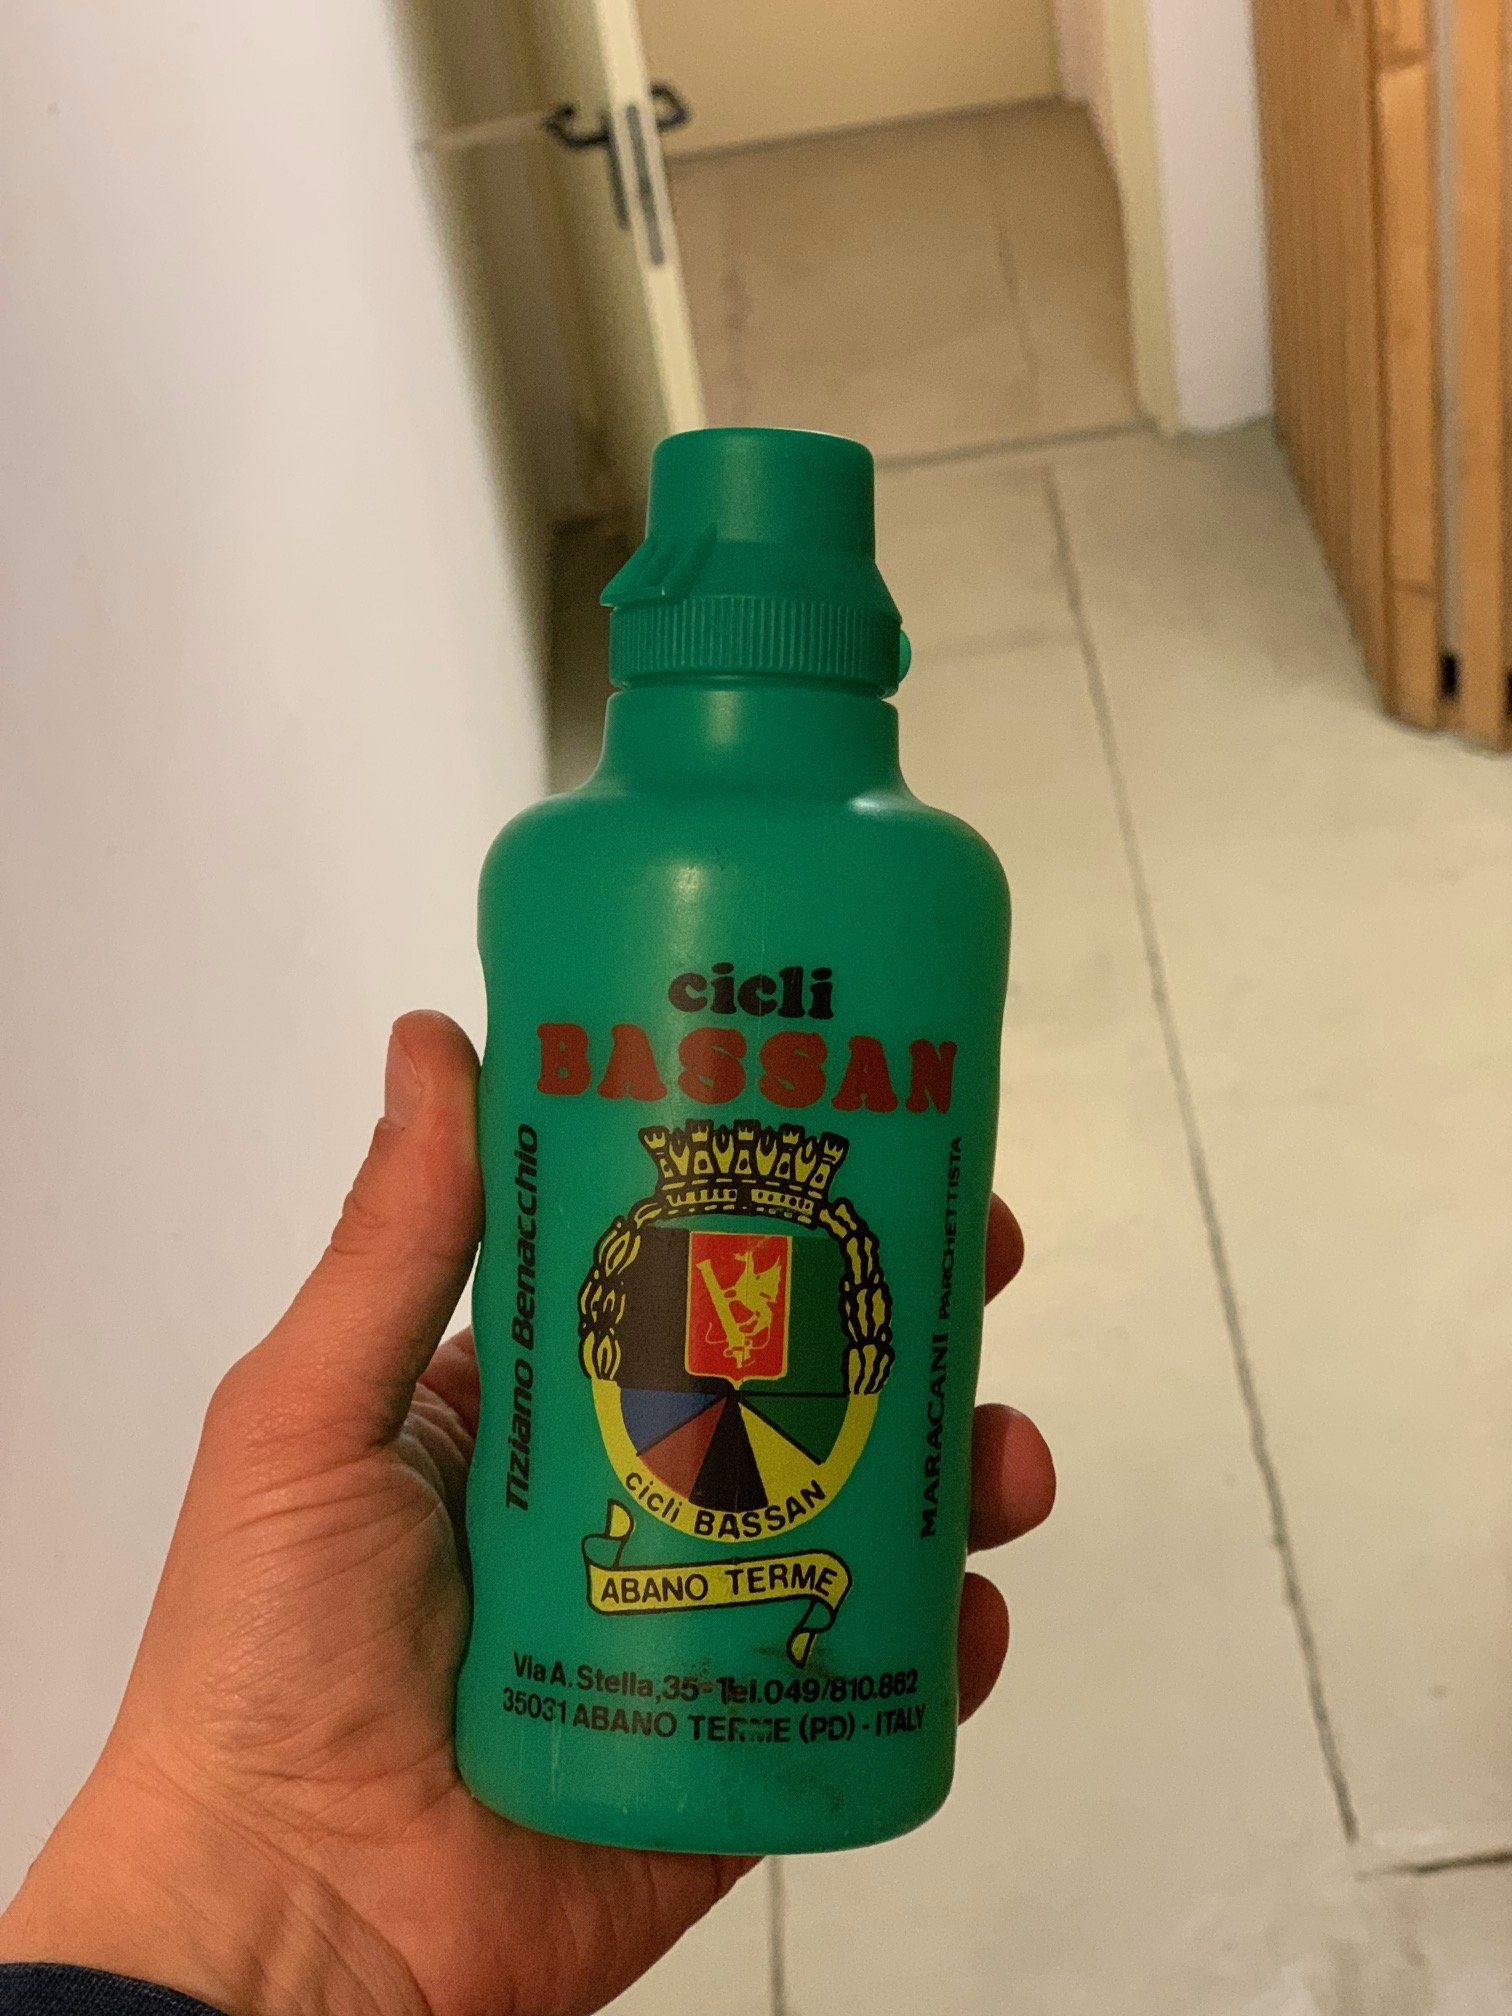 cicli
BASSAN
Tiziano Benacchio
MARACANI PARCHETTISTA
cicli BASSAN
ABANO TERME
Via A. Stella, 35 - Tel. 049/810.862
35031 ABANO TERME (PD) - ITALY